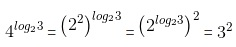 4^{log_2 3} = (2^2)^{log_2 3} = (2^{log_2 3})^2 = 3^2